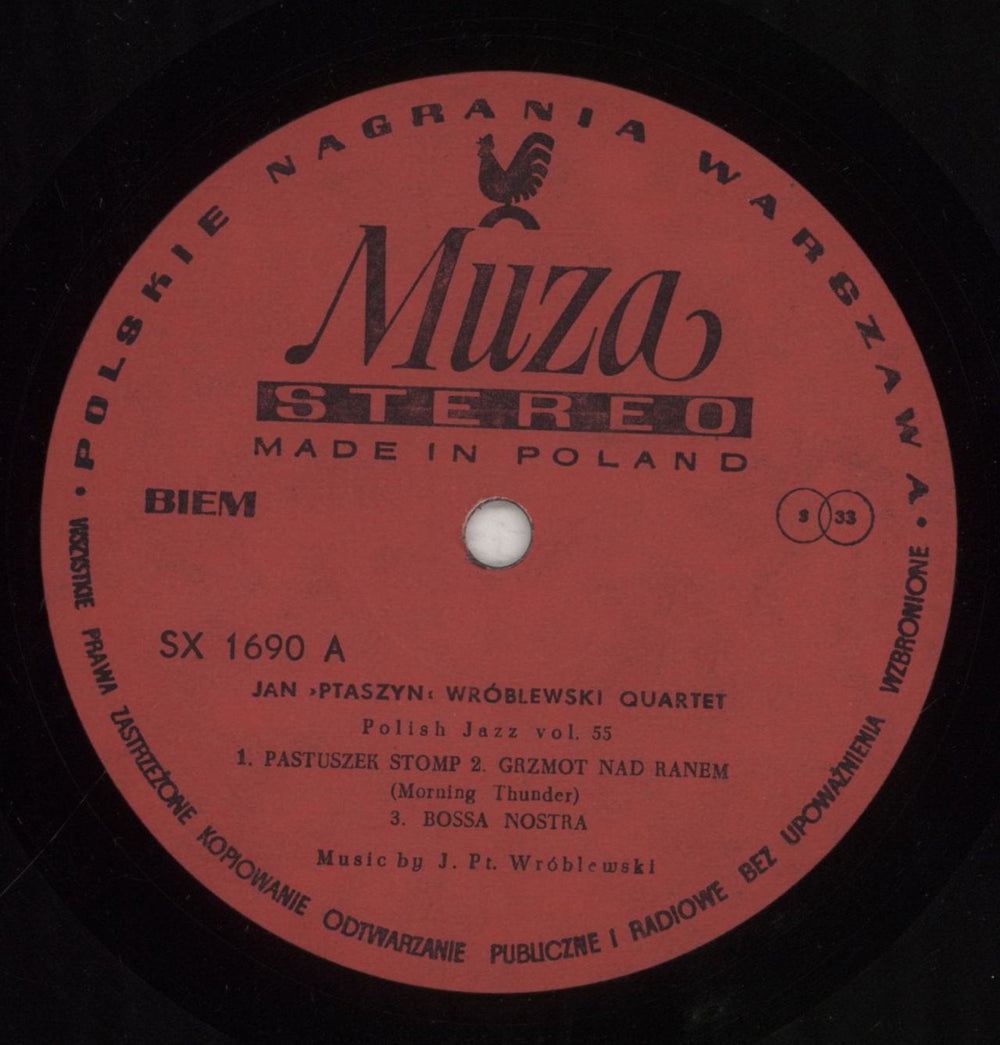 • POLSKIE NAGRANIA WARSZAWA •
Muza
STEREO
MADE IN POLAND
BIEM
S 33
SX 1690 A
JAN ›PTASZYN‹ WRÓBLEWSKI QUARTET
Polish Jazz vol. 55
1. PASTUSZEK STOMP 2. GRZMOT NAD RANEM
(Morning Thunder)
3. BOSSA NOSTRA
Music by J. Pt. Wróblewski
WSZYSTKIE PRAWA ZASTRZEŻONE KOPIOWANIE ODTWARZANIE PUBLICZNE I RADIOWE BEZ UPOWAŻNIENIA WZBRONIONE